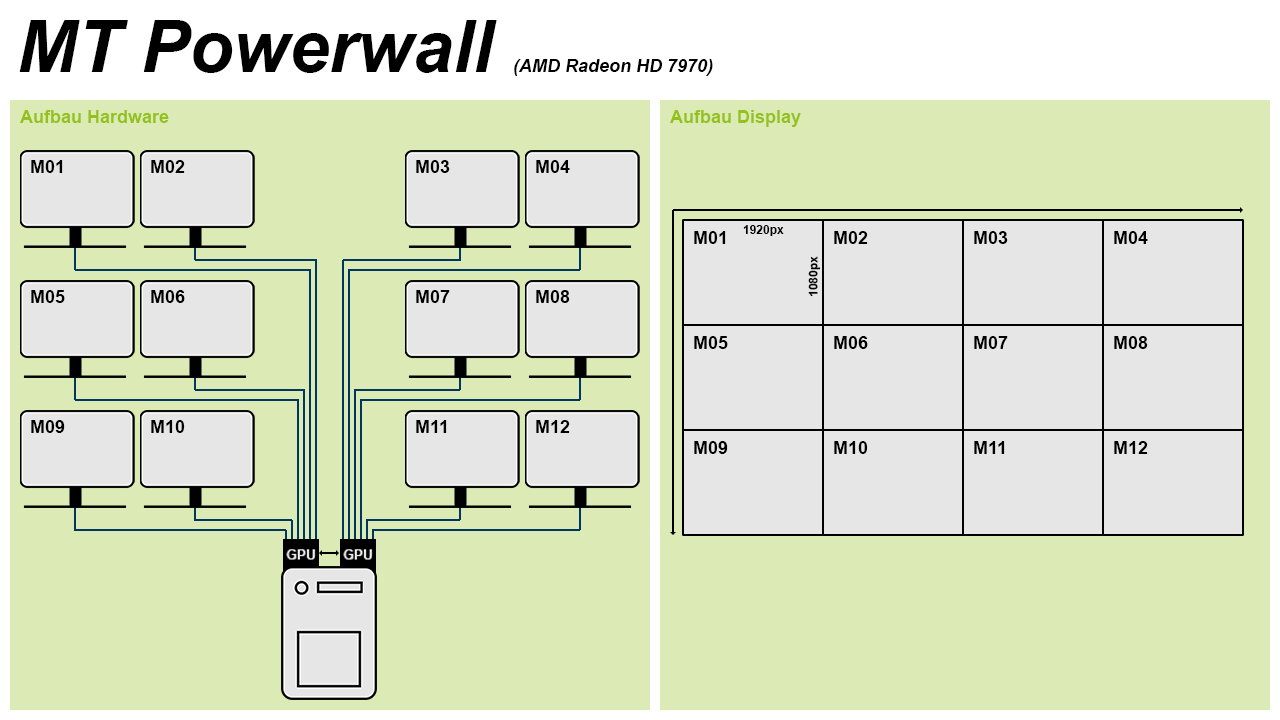 MT Powerwall (AMD Radeon HD 7970)
Aufbau Hardware
M01 M02 M03 M04
M05 M06 M07 M08
M09 M10 M11 M12
GPU GPU
Aufbau Display
M01 1920px 1080px M02 M03 M04
M05 M06 M07 M08
M09 M10 M11 M12